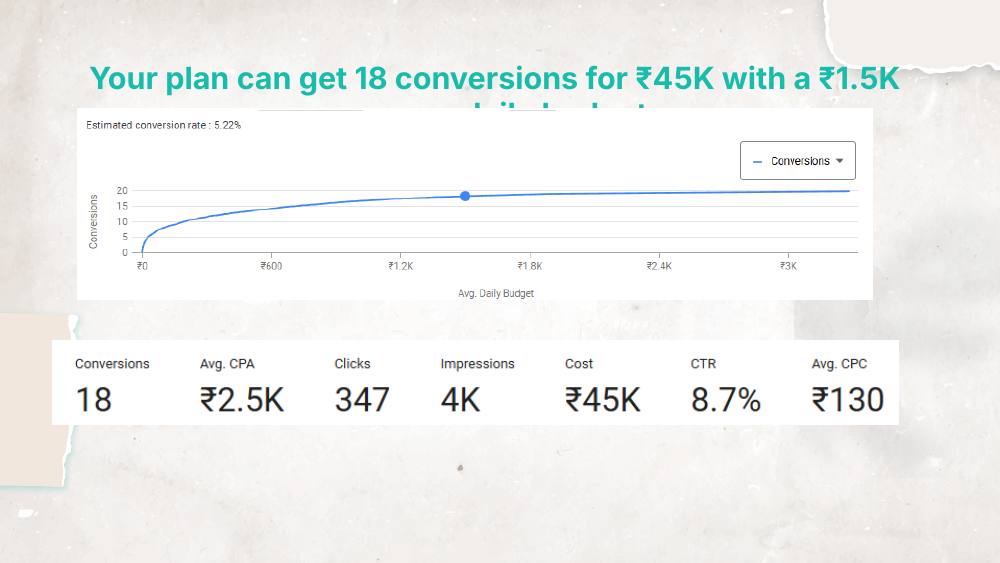 Your plan can get 18 conversions for ₹45K with a ₹1.5K
Estimated conversion rate : 5.22%
Conversions
Conversions
20
15
10
5
0
₹0 ₹600 ₹1.2K ₹1.8K ₹2.4K ₹3K
Avg. Daily Budget
Conversions Avg. CPA Clicks Impressions Cost CTR Avg. CPC
18 ₹2.5K 347 4K ₹45K 8.7% ₹130